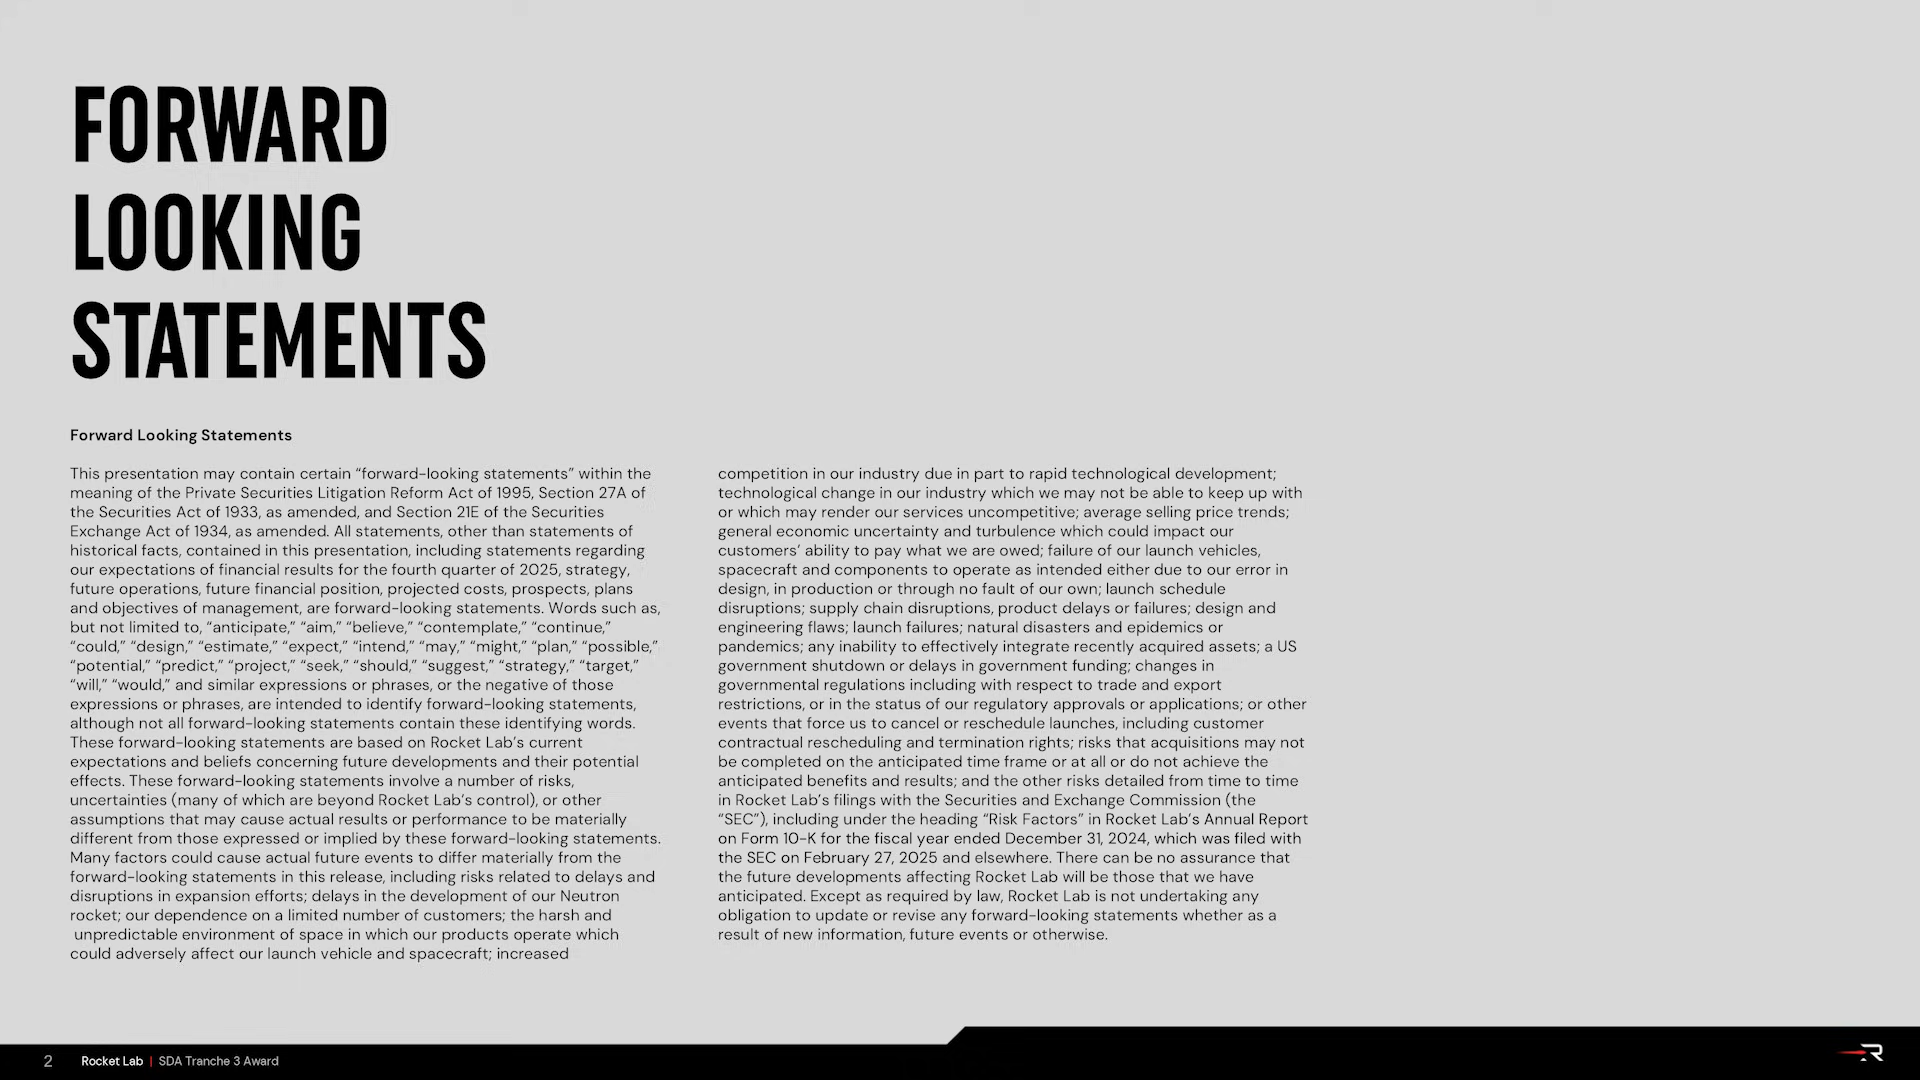 FORWARD
LOOKING
STATEMENTS
Forward Looking Statements
This presentation may contain certain “forward-looking statements” within the
meaning of the Private Securities Litigation Reform Act of 1995, Section 27A of
the Securities Act of 1933, as amended, and Section 21E of the Securities
Exchange Act of 1934, as amended. All statements, other than statements of
historical facts, contained in this presentation, including statements regarding
our expectations of financial results for the fourth quarter of 2025, strategy,
future operations, future financial position, projected costs, prospects, plans
and objectives of management, are forward-looking statements. Words such as,
but not limited to, “anticipate,” “aim,” “believe,” “contemplate,” “continue,”
“could,” “design,” “estimate,” “expect,” “intend,” “may,” “might,” “plan,” “possible,”
“potential,” “predict,” “project,” “seek,” “should,” “suggest,” “strategy,” “target,”
“will,” “would,” and similar expressions or phrases, or the negative of those
expressions or phrases, are intended to identify forward-looking statements,
although not all forward-looking statements contain these identifying words.
These forward-looking statements are based on Rocket Lab’s current
expectations and beliefs concerning future developments and their potential
effects. These forward-looking statements involve a number of risks,
uncertainties (many of which are beyond Rocket Lab’s control), or other
assumptions that may cause actual results or performance to be materially
different from those expressed or implied by these forward-looking statements.
Many factors could cause actual future events to differ materially from the
forward-looking statements in this release, including risks related to delays and
disruptions in expansion efforts; delays in the development of our Neutron
rocket; our dependence on a limited number of customers; the harsh and
unpredictable environment of space in which our products operate which
could adversely affect our launch vehicle and spacecraft; increased
competition in our industry due in part to rapid technological development;
technological change in our industry which we may not be able to keep up with
or which may render our services uncompetitive; average selling price trends;
general economic uncertainty and turbulence which could impact our
customers’ ability to pay what we are owed; failure of our launch vehicles,
spacecraft and components to operate as intended either due to our error in
design, in production or through no fault of our own; launch schedule
disruptions; supply chain disruptions, product delays or failures; design and
engineering flaws; launch failures; natural disasters and epidemics or
pandemics; any inability to effectively integrate recently acquired assets; a US
government shutdown or delays in government funding; changes in
governmental regulations including with respect to trade and export
restrictions, or in the status of our regulatory approvals or applications; or other
events that force us to cancel or reschedule launches, including customer
contractual rescheduling and termination rights; risks that acquisitions may not
be completed on the anticipated time frame or at all or do not achieve the
anticipated benefits and results; and the other risks detailed from time to time
in Rocket Lab’s filings with the Securities and Exchange Commission (the
“SEC”), including under the heading “Risk Factors” in Rocket Lab’s Annual Report
on Form 10-K for the fiscal year ended December 31, 2024, which was filed with
the SEC on February 27, 2025 and elsewhere. There can be no assurance that
the future developments affecting Rocket Lab will be those that we have
anticipated. Except as required by law, Rocket Lab is not undertaking any
obligation to update or revise any forward-looking statements whether as a
result of new information, future events or otherwise.
2 Rocket Lab | SDA Tranche 3 Award
R